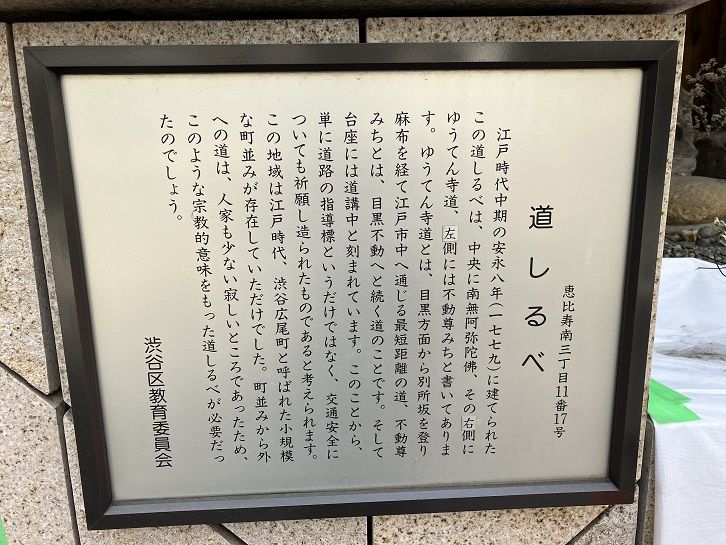 恵比寿南三丁目11番17号
道しるべ
江戸時代中期の安永八年(一七七九)に建てられた
この道しるべは、中央に南無阿弥陀佛、その右側に
ゆうてん寺道、左側には不動尊みちと書いてありま
す。ゆうてん寺道とは、目黒方面から別所坂を登り
麻布を経て江戸市中へ通じる最短距離の道、不動尊
みちとは、目黒不動へと続く道のことです。そして
台座には道講中と刻まれています。このことから、
単に道路の指導標というだけではなく、交通安全に
ついても祈願し造られたものであると考えられます。
この地域は江戸時代、渋谷広尾町と呼ばれた小規模
な町並みが存在していただけでした。町並みから外
への道は、人家も少ない寂しいところであったため、
このような宗教的意味をもった道しるべが必要だっ
たのでしょう。
渋谷区教育委員会